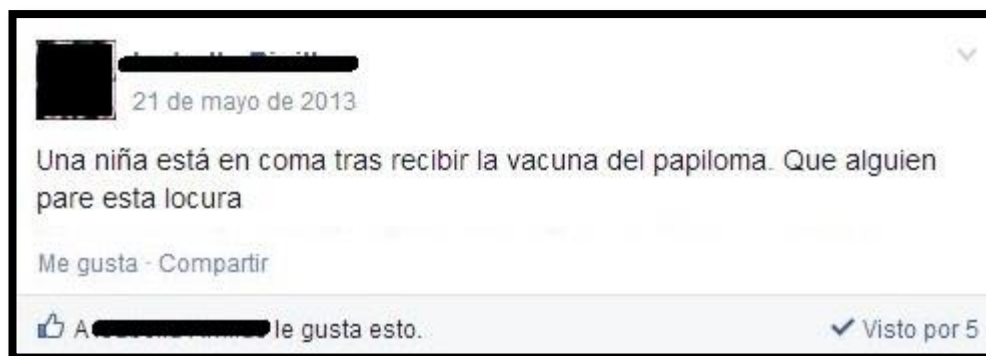 21 de mayo de 2013
Una niña está en coma tras recibir la vacuna del papiloma. Que alguien
pare esta locura
Me gusta · Compartir
A le gusta esto.
Visto por 5